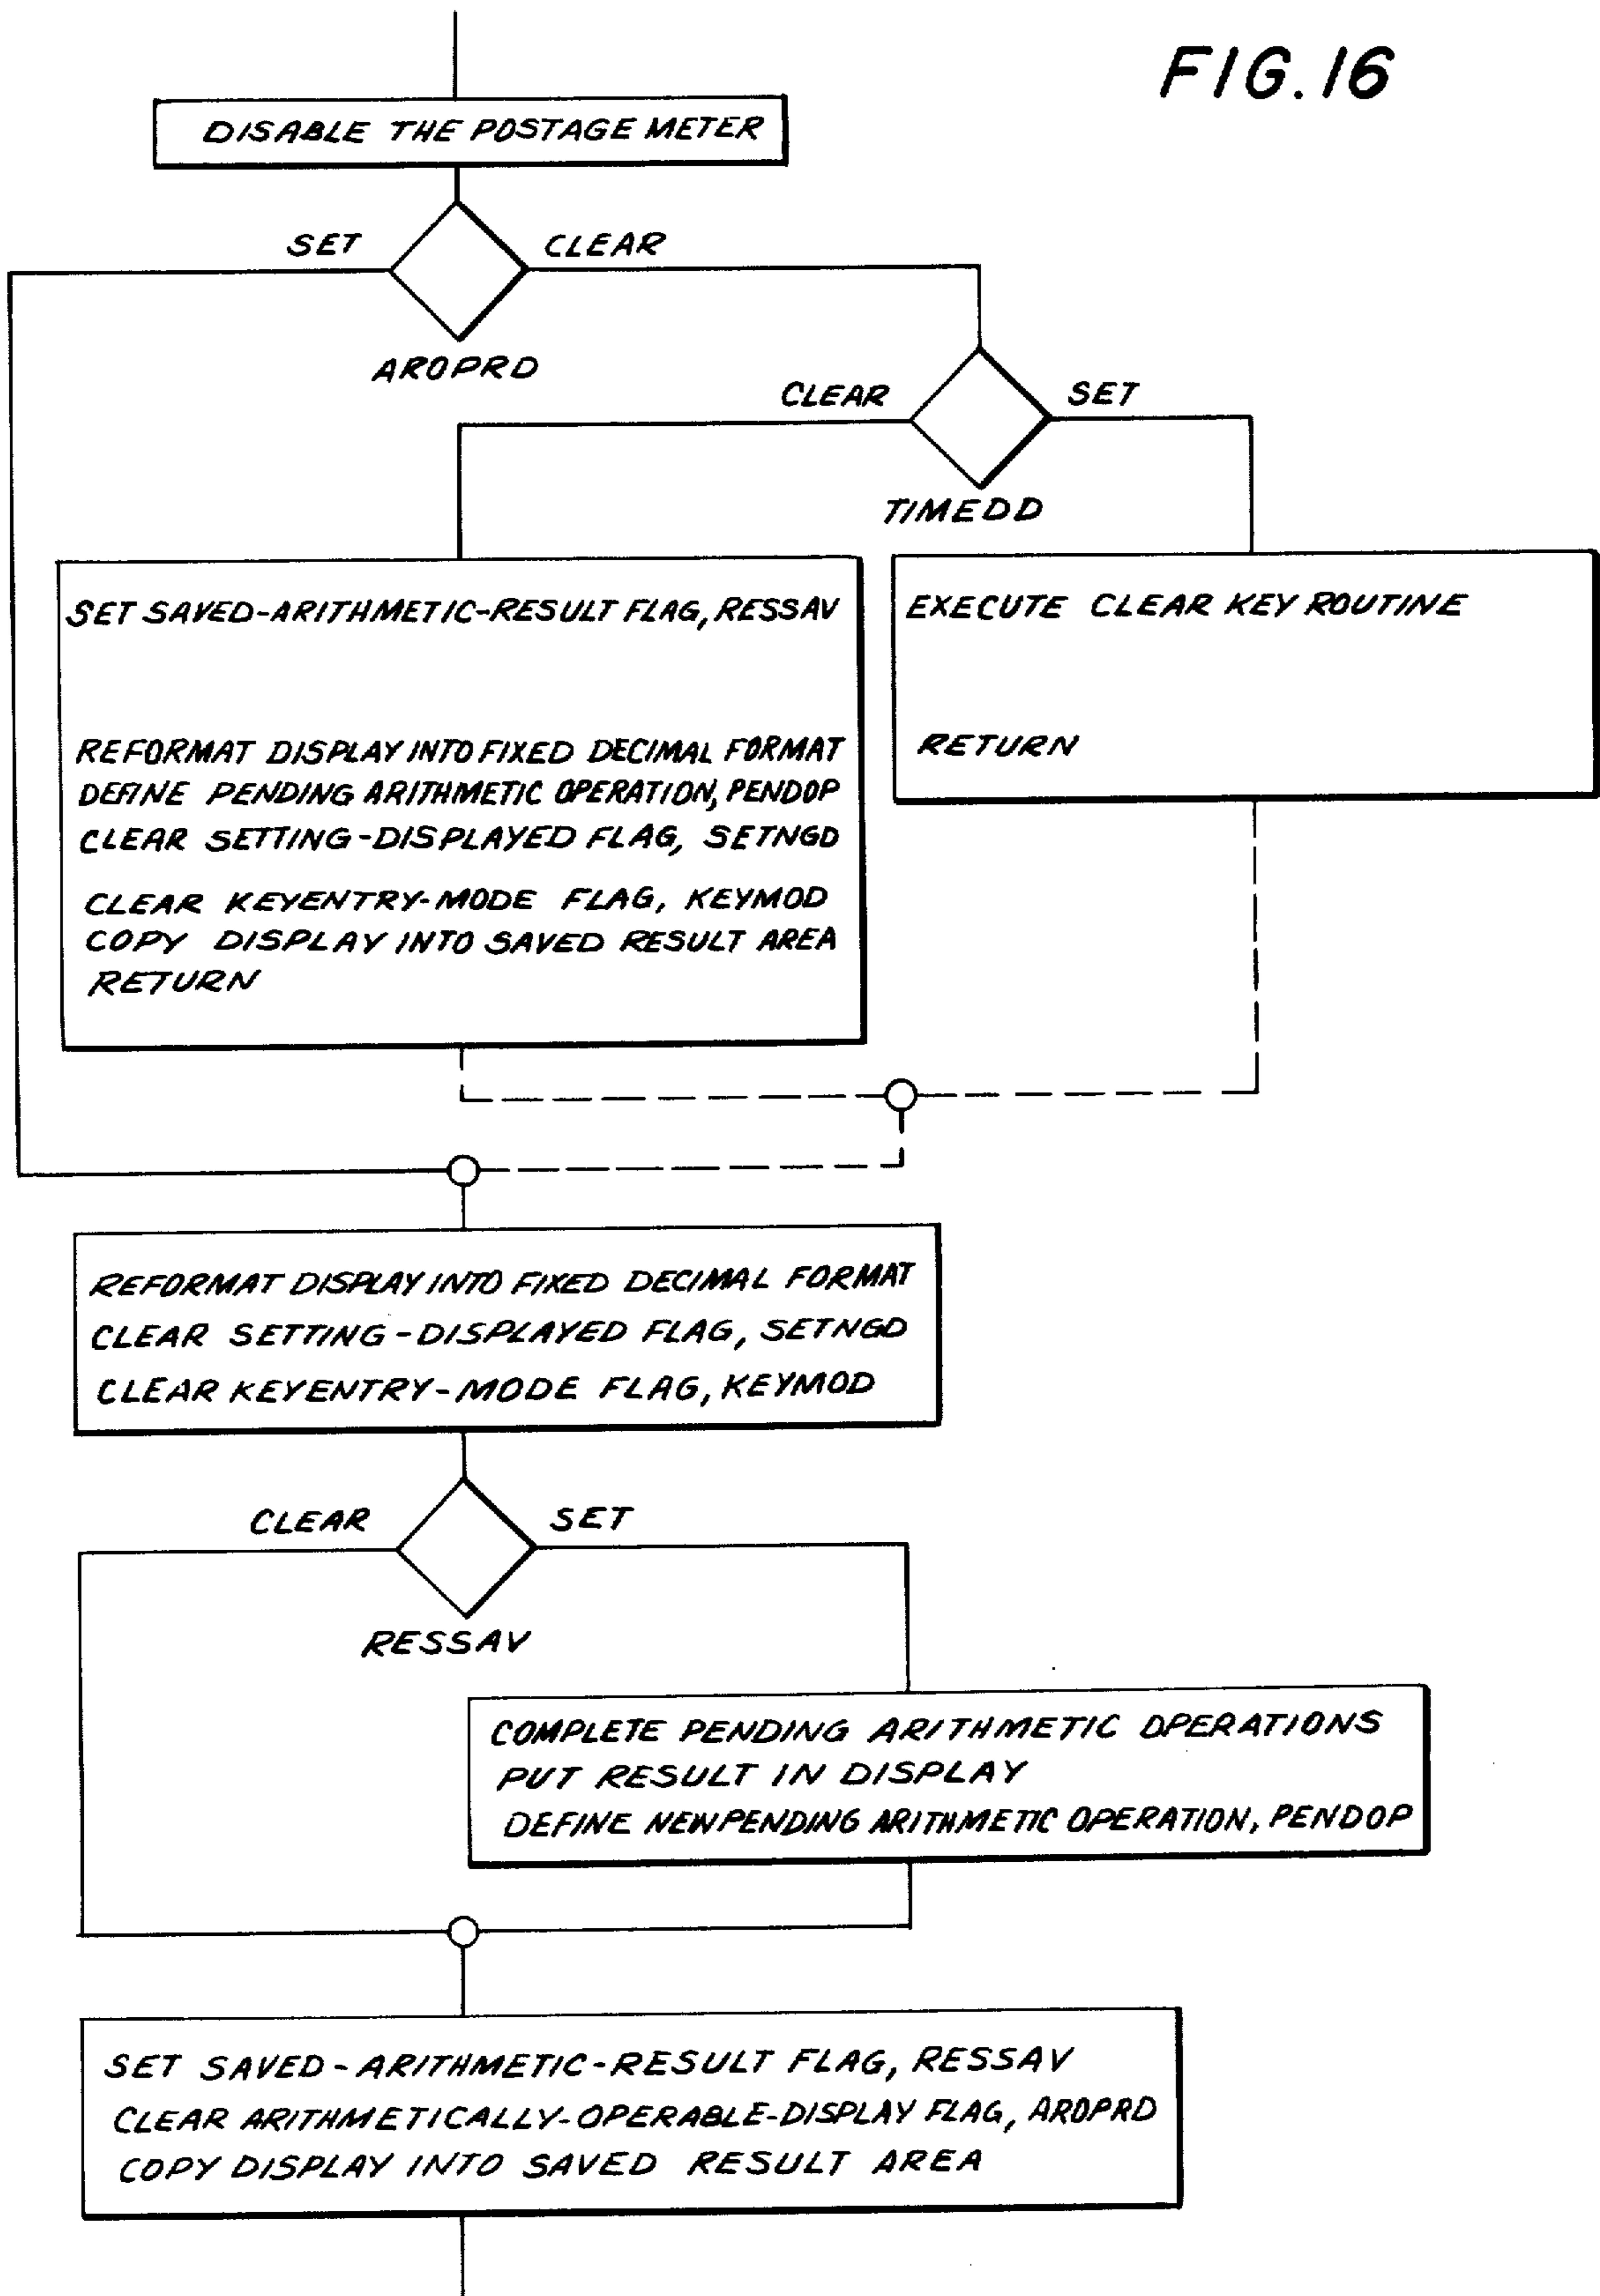 FIG. 16
DISABLE THE POSTAGE METER
SET
CLEAR
AROPRD
CLEAR
SET
TIMEDD
SET SAVED-ARITHMETIC-RESULT FLAG, RESSAV
REFORMAT DISPLAY INTO FIXED DECIMAL FORMAT
DEFINE PENDING ARITHMETIC OPERATION, PENDOP
CLEAR SETTING-DISPLAYED FLAG, SETNGD
CLEAR KEYENTRY-MODE FLAG, KEYMOD
COPY DISPLAY INTO SAVED RESULT AREA
RETURN
EXECUTE CLEAR KEY ROUTINE
RETURN
REFORMAT DISPLAY INTO FIXED DECIMAL FORMAT
CLEAR SETTING-DISPLAYED FLAG, SETNGD
CLEAR KEYENTRY-MODE FLAG, KEYMOD
CLEAR
SET
RESSAV
COMPLETE PENDING ARITHMETIC OPERATIONS
PUT RESULT IN DISPLAY
DEFINE NEW PENDING ARITHMETIC OPERATION, PENDOP
SET SAVED-ARITHMETIC-RESULT FLAG, RESSAV
CLEAR ARITHMETICALLY-OPERABLE-DISPLAY FLAG, AROPRD
COPY DISPLAY INTO SAVED RESULT AREA